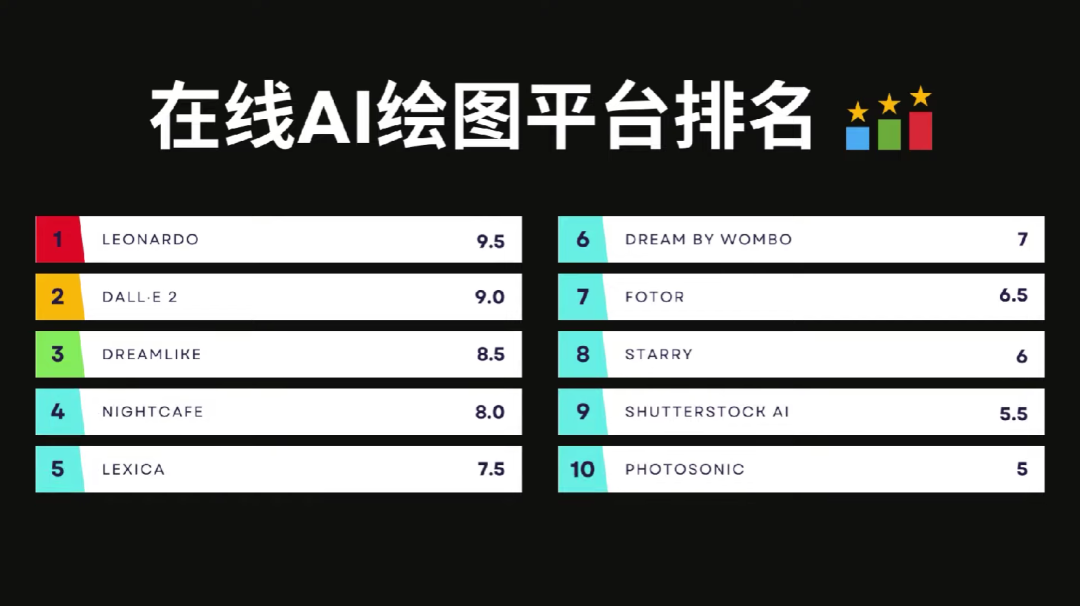 在线AI绘图平台排名
1 LEONARDO 9.5
2 DALL·E 2 9.0
3 DREAMLIKE 8.5
4 NIGHTCAFE 8.0
5 LEXICA 7.5
6 DREAM BY WOMBO 7
7 FOTOR 6.5
8 STARRY 6
9 SHUTTERSTOCK AI 5.5
10 PHOTOSONIC 5